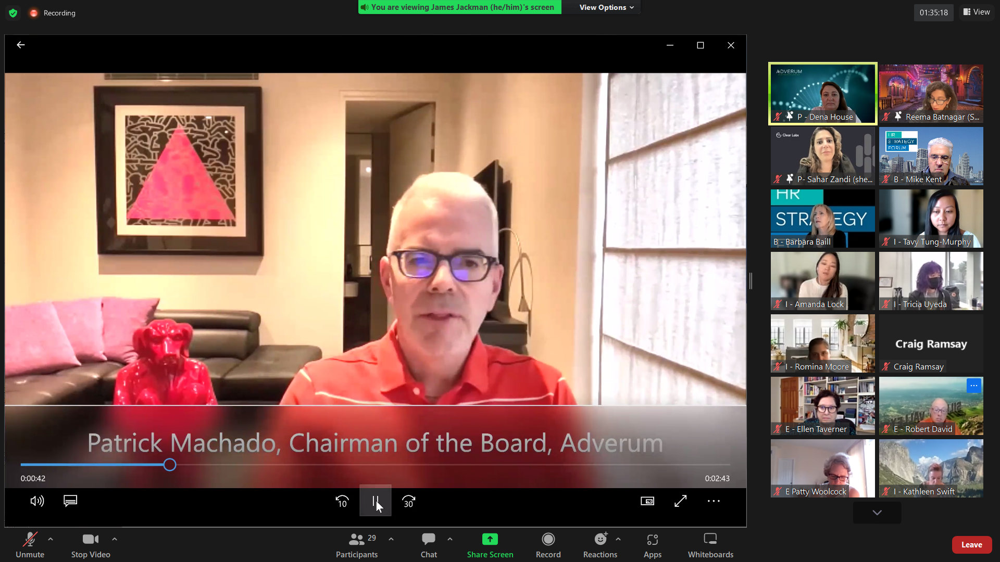 Recording
You are viewing James Jackman (he/him)'s screen
View Options
01:35:18
View
ADVERUM
P - Dena House
Reema Batnagar (S...
Clear Labs
P- Sahar Zandi (she...
HR
STRATEGY
FORUM
B - Mike Kent
HR
STRATEGY
B - Barbara Baill
I - Tavy Tung-Murphy
I - Amanda Lock
I - Tricia Uyeda
I - Romina Moore
Craig Ramsay
Craig Ramsay
E - Ellen Taverner
E - Robert David
E Patty Woolcock
I - Kathleen Swift
Patrick Machado, Chairman of the Board, Adverum
0:00:42
0:02:43
10
30
Unmute
Stop Video
29
Participants
Chat
Share Screen
Record
Reactions
Apps
Whiteboards
Leave